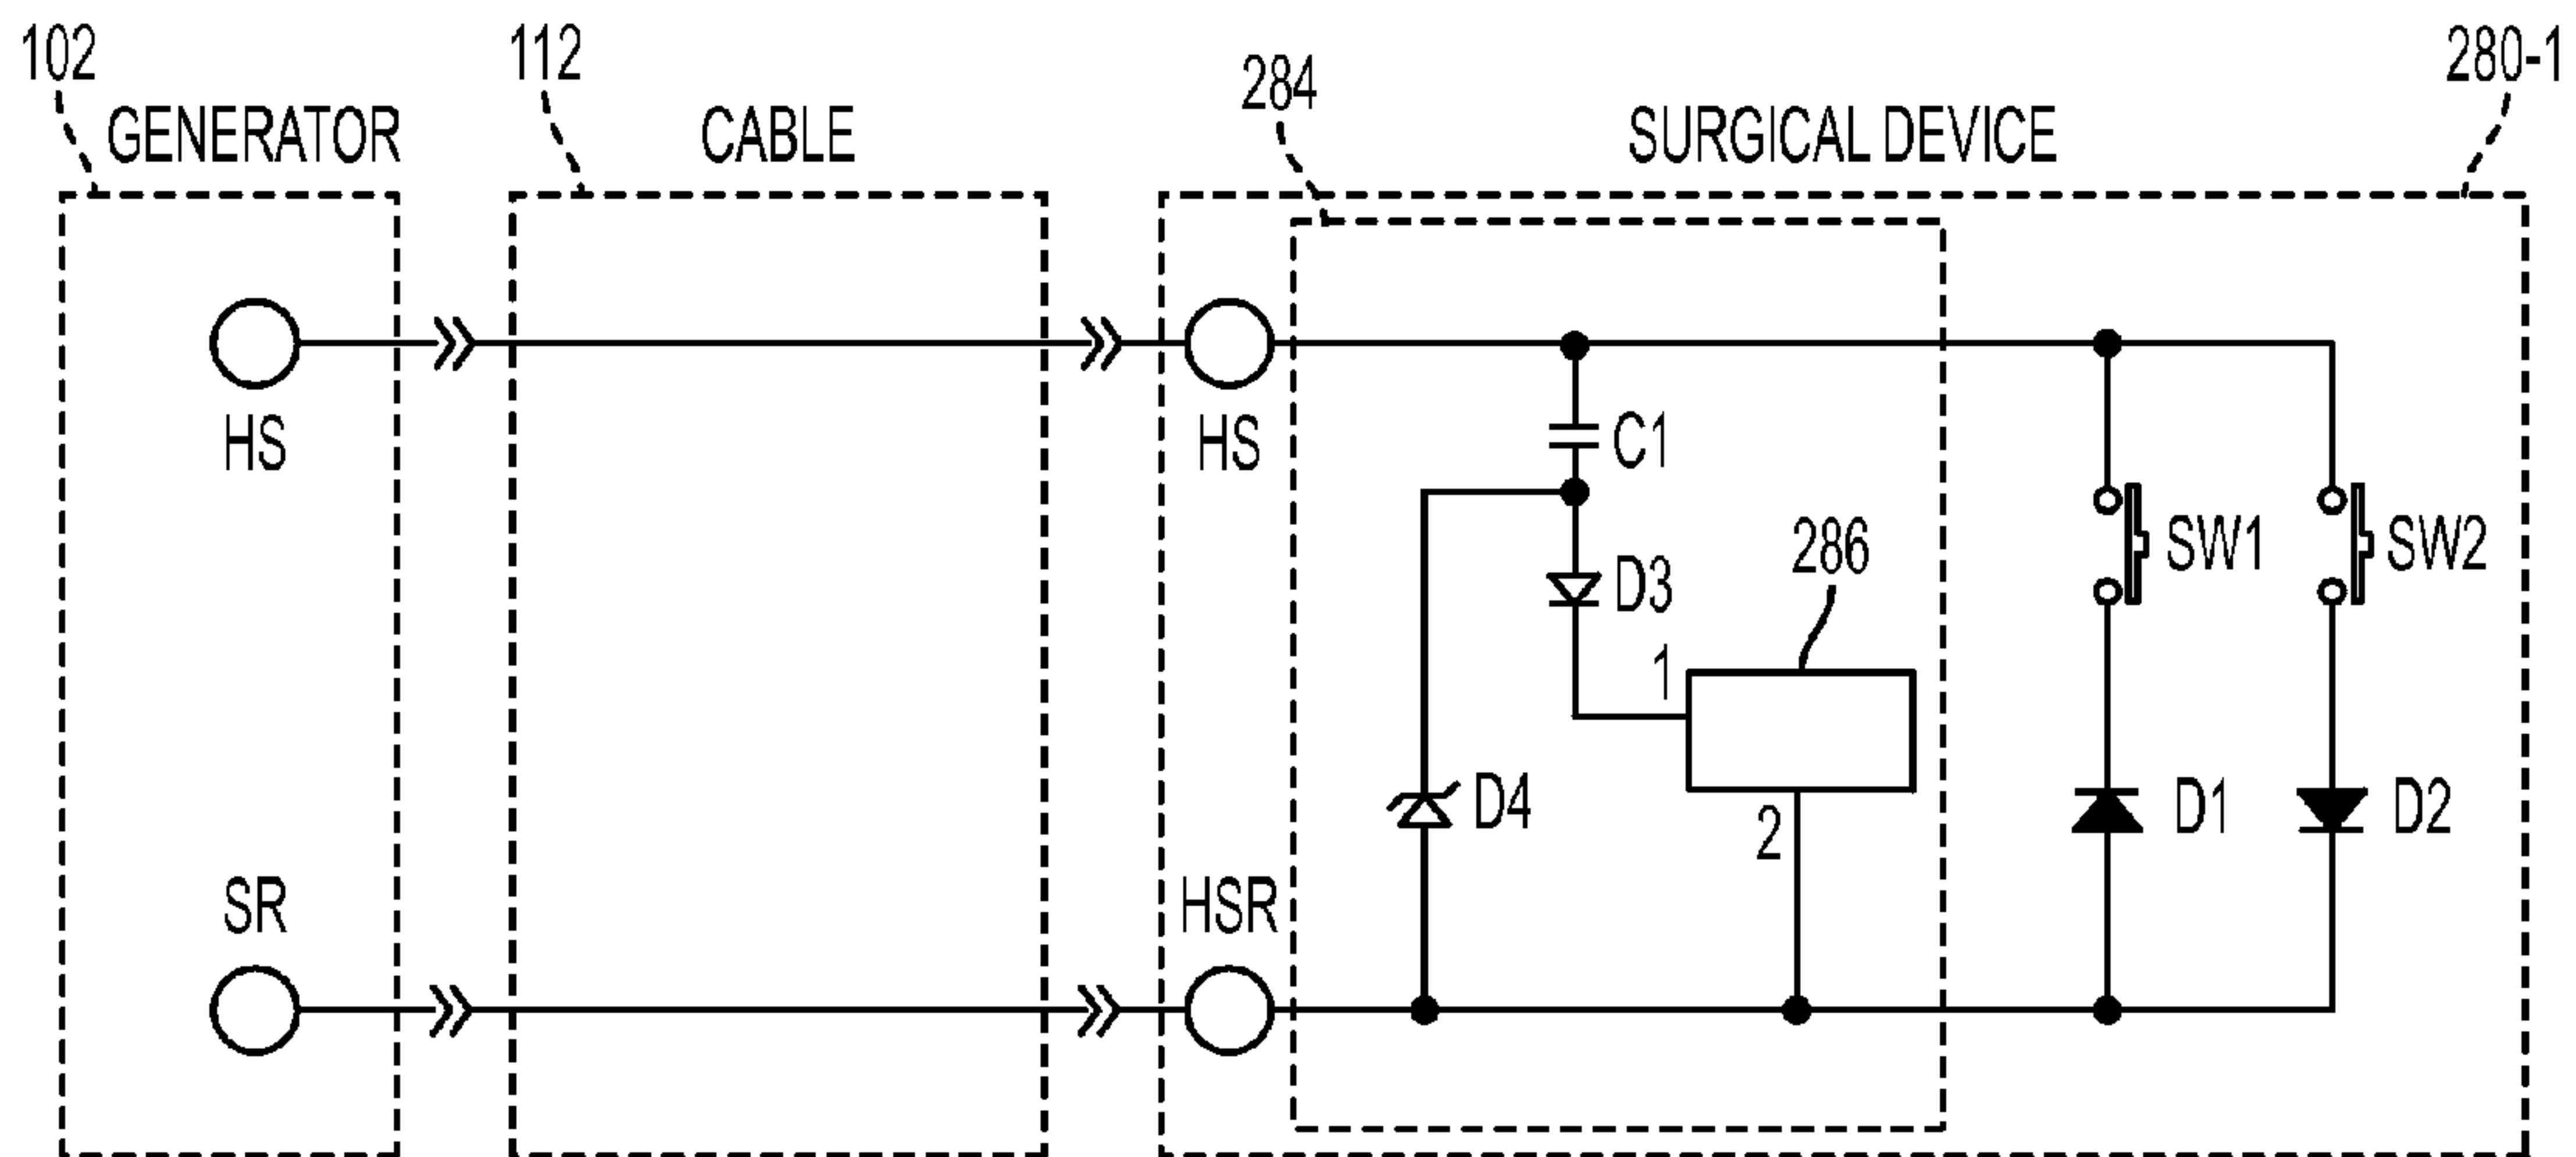 102
112
284
280-1
GENERATOR
CABLE
SURGICAL DEVICE
HS
HS
C1
D3
286
SW1
SW2
1
D4
2
D1
D2
SR
HSR